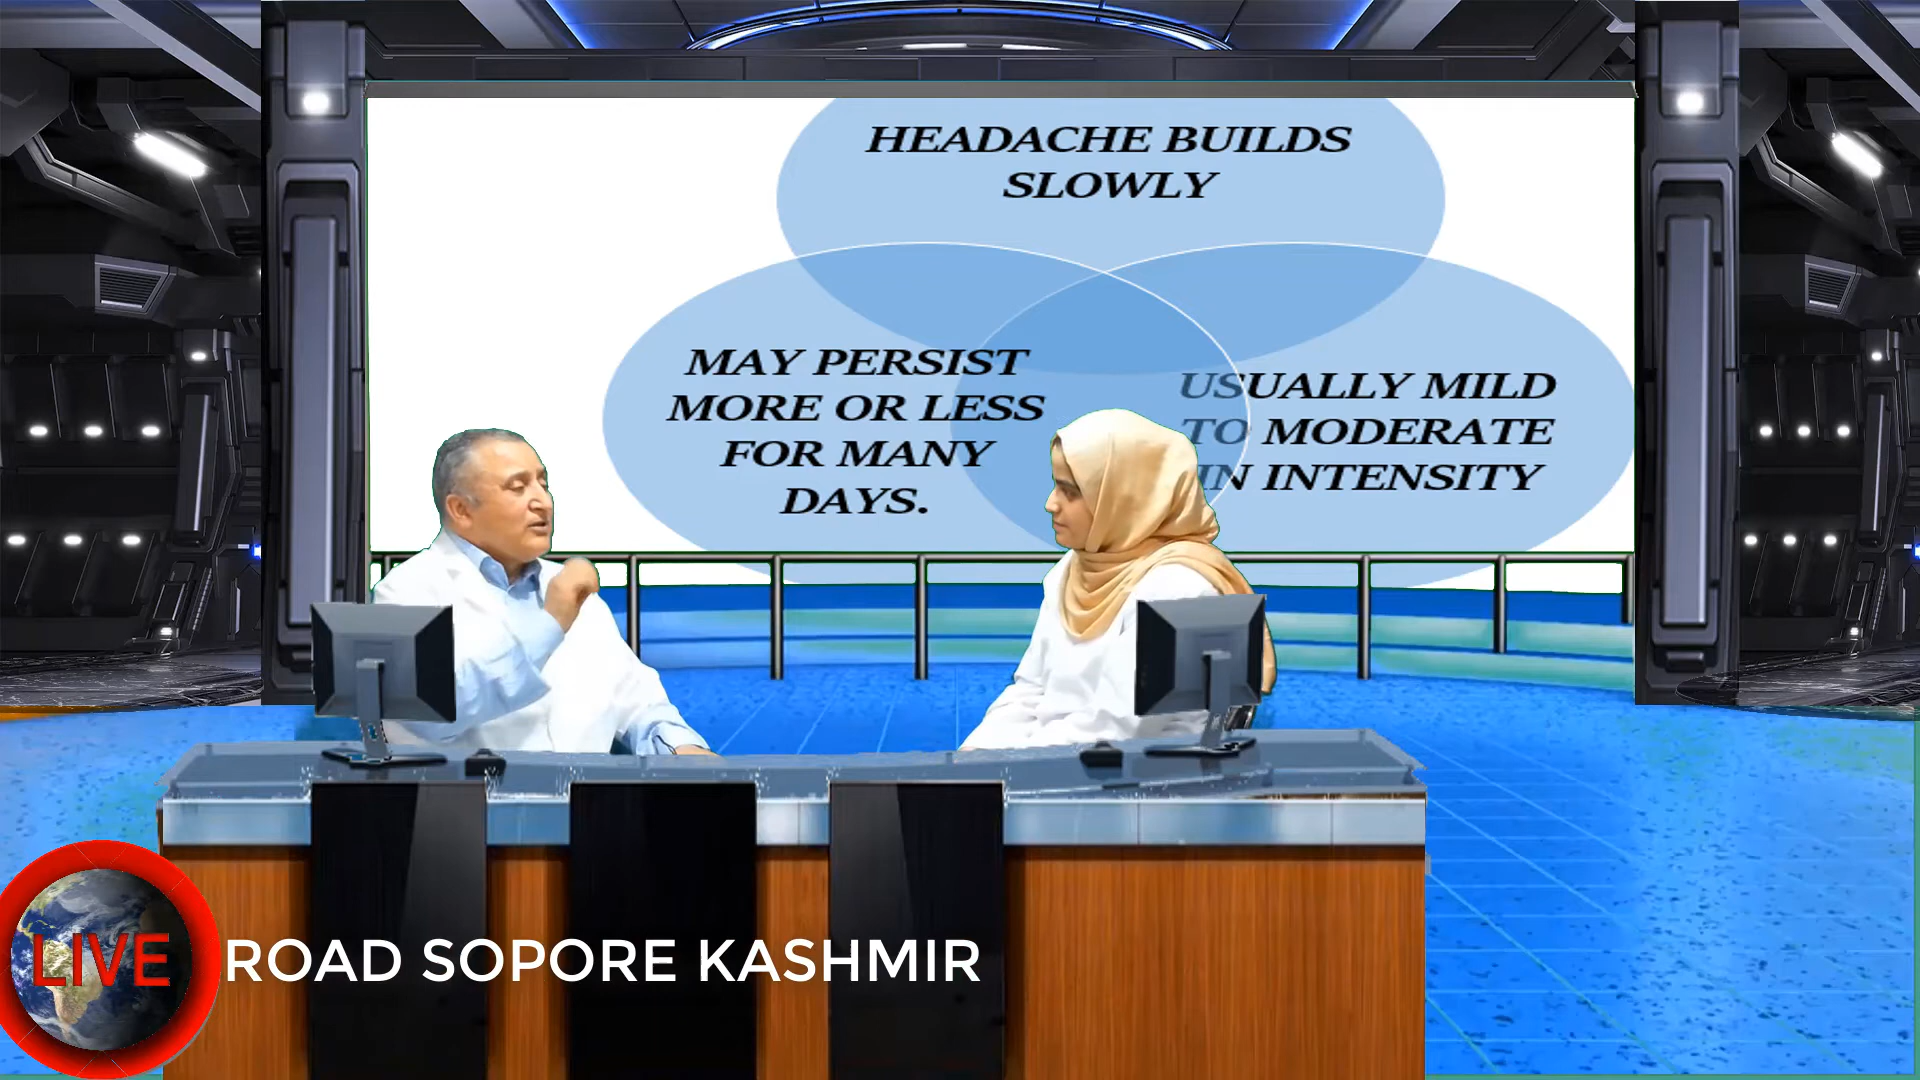 HEADACHE BUILDS
SLOWLY
MAY PERSIST
MORE OR LESS
FOR MANY
DAYS.
USUALLY MILD
TO MODERATE
IN INTENSITY
LIVE
ROAD SOPORE KASHMIR